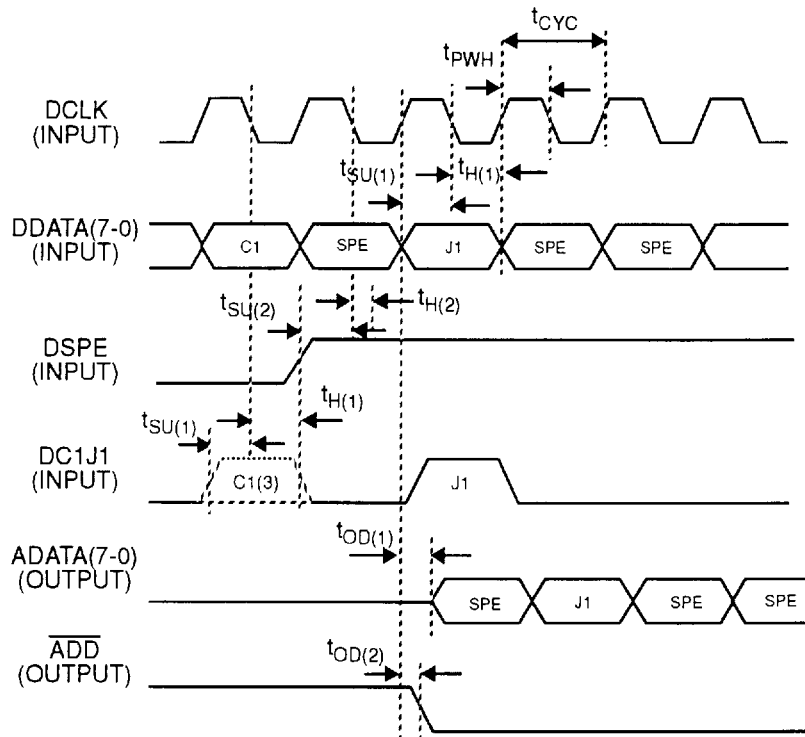 tCYC
tPWH
DCLK
(INPUT)
tSU(1)
tH(1)
DDATA(7-0)
(INPUT)
C1
SPE
J1
SPE
SPE
tSU(2)
tH(2)
DSPE
(INPUT)
tH(1)
tSU(1)
DC1J1
(INPUT)
C1(3)
J1
tOD(1)
ADATA(7-0)
(OUTPUT)
SPE
J1
SPE
SPE
ADD
(OUTPUT)
tOD(2)